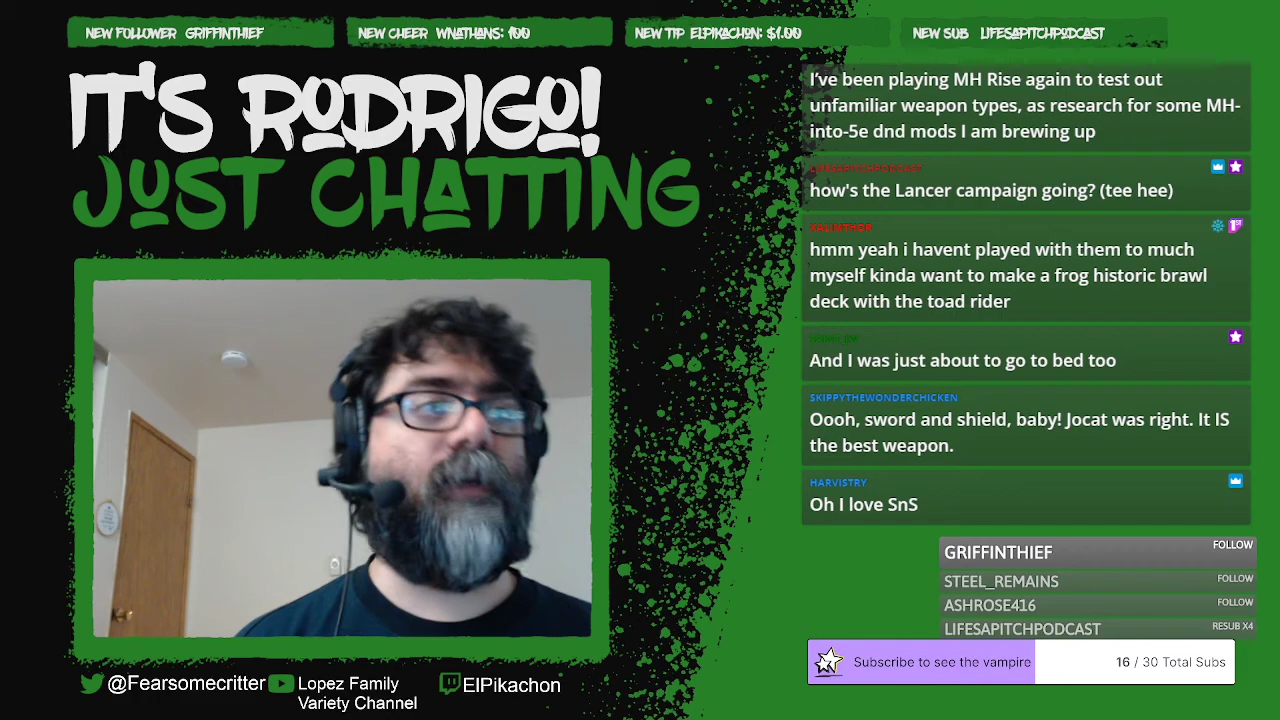 NEW FOLLOWER GRIFFINTHIEF
NEW CHEER WNATHANS: 100
NEW TIP ELPIKACHON: $1.00
NEW SUB LIFESAPITCHPODCAST
IT'S RODRIGO!
JUST CHATTING
I've been playing MH Rise again to test out
unfamiliar weapon types, as research for some MH-
into-5e dnd mods I am brewing up
LIFESAPITCHPODCAST
how's the Lancer campaign going? (tee hee)
KALIMTHOR
hmm yeah i havent played with them to much
myself kinda want to make a frog historic brawl
deck with the toad rider
And I was just about to go to bed too
SKIPPYTHEWONDERCHICKEN
Oooh, sword and shield, baby! Jocat was right. It IS
the best weapon.
HARVISTRY
Oh I love SnS
GRIFFINTHIEF FOLLOW
STEEL_REMAINS FOLLOW
ASHROSE416 FOLLOW
LIFESAPITCHPODCAST RESUB X4
Subscribe to see the vampire 16 / 30 Total Subs
@Fearsomecritter
Lopez Family
Variety Channel
ElPikachon